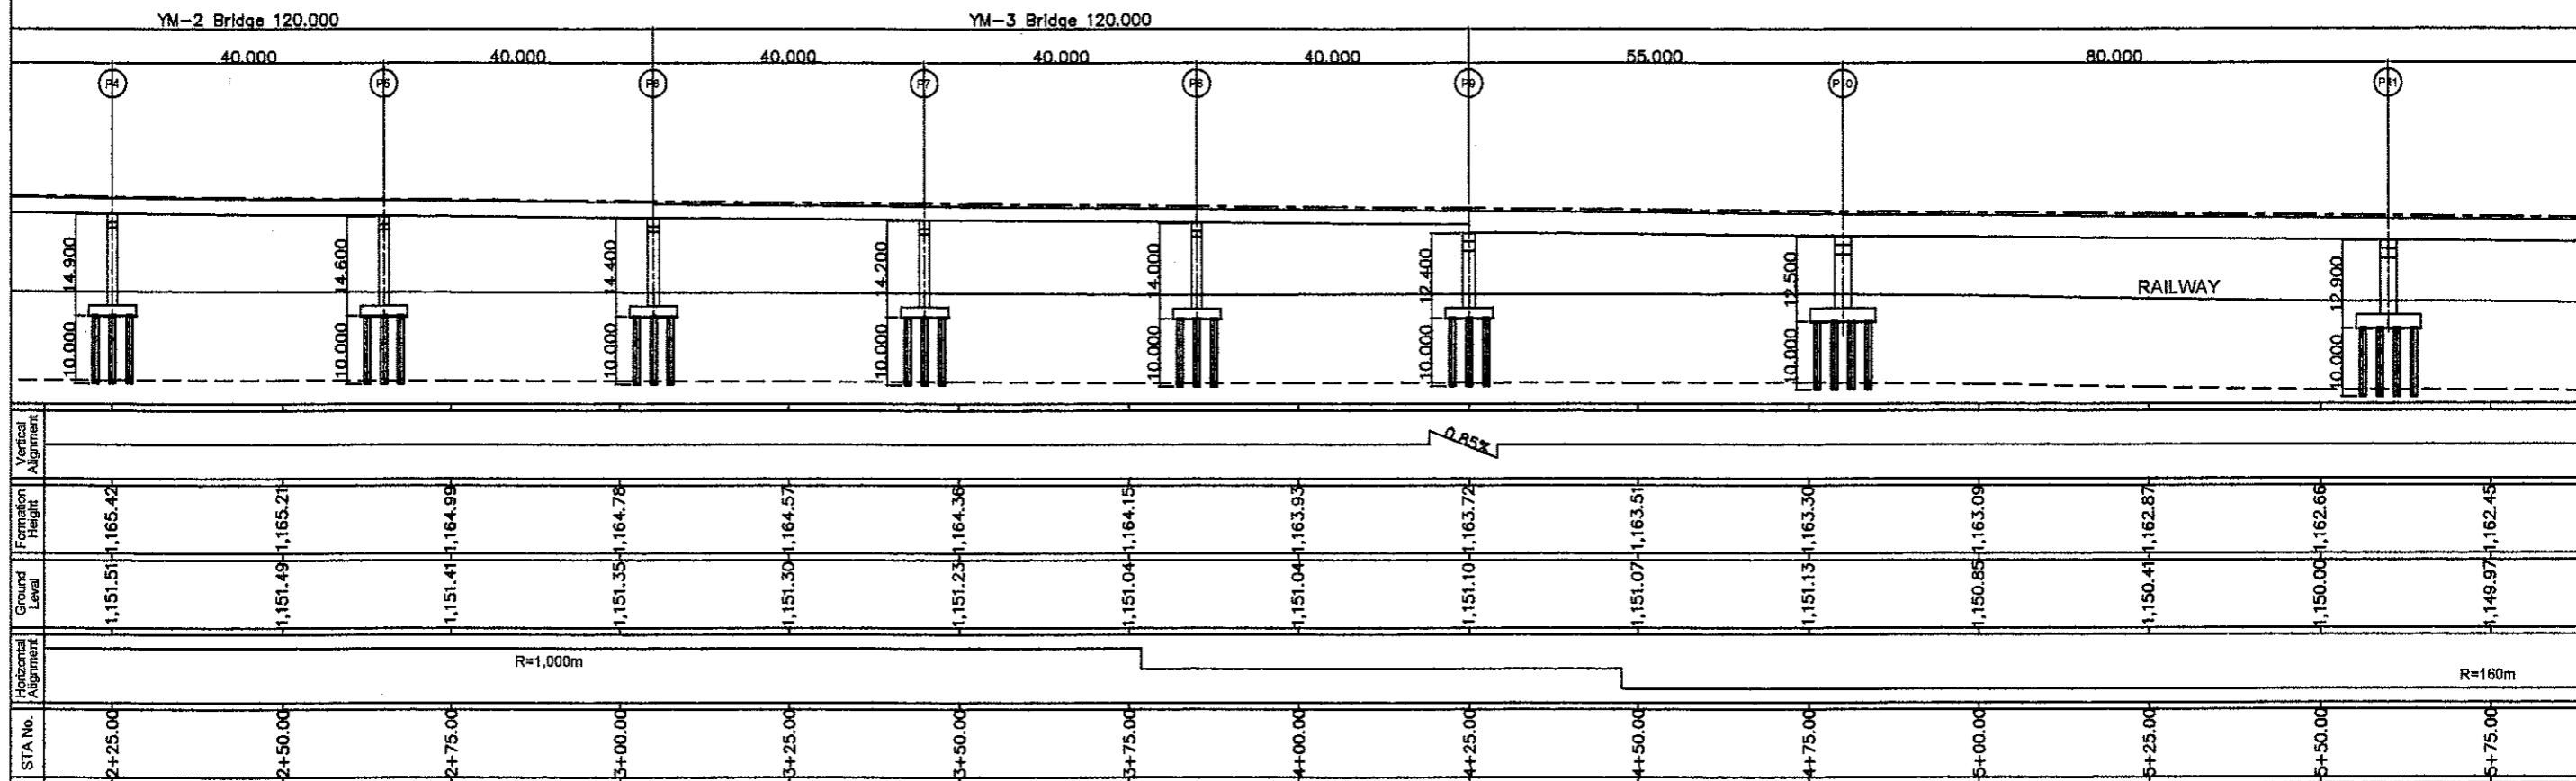 YM-2 Bridge 120.000 YM-3 Bridge 120.000
40.000 40.000 40.000 40.000 40.000 55.000 80.000
P4 P5 P6 P7 P8 P9 P10 P11
14.900 14.600 14.400 14.200 14.000 12.400 12.500 12.900
RAILWAY
10.000 10.000 10.000 10.000 10.000 10.000 10.000 10.000
Vertical Alignment
0.85%
Formation Height
1,165.42 1,165.21 1,164.99 1,164.78 1,164.57 1,164.36 1,164.15 1,163.93 1,163.72 1,163.51 1,163.30 1,163.09 1,162.87 1,162.66 1,162.45
Ground Leval
1,151.51 1,151.49 1,151.41 1,151.35 1,151.30 1,151.23 1,151.04 1,151.04 1,151.10 1,151.07 1,151.13 1,150.85 1,150.41 1,150.00 1,149.97
Horizontal Alignment
R=1,000m R=160m
STA No.
2+25.00 2+50.00 2+75.00 3+00.00 3+25.00 3+50.00 3+75.00 4+00.00 4+25.00 4+50.00 4+75.00 5+00.00 5+25.00 5+50.00 5+75.00